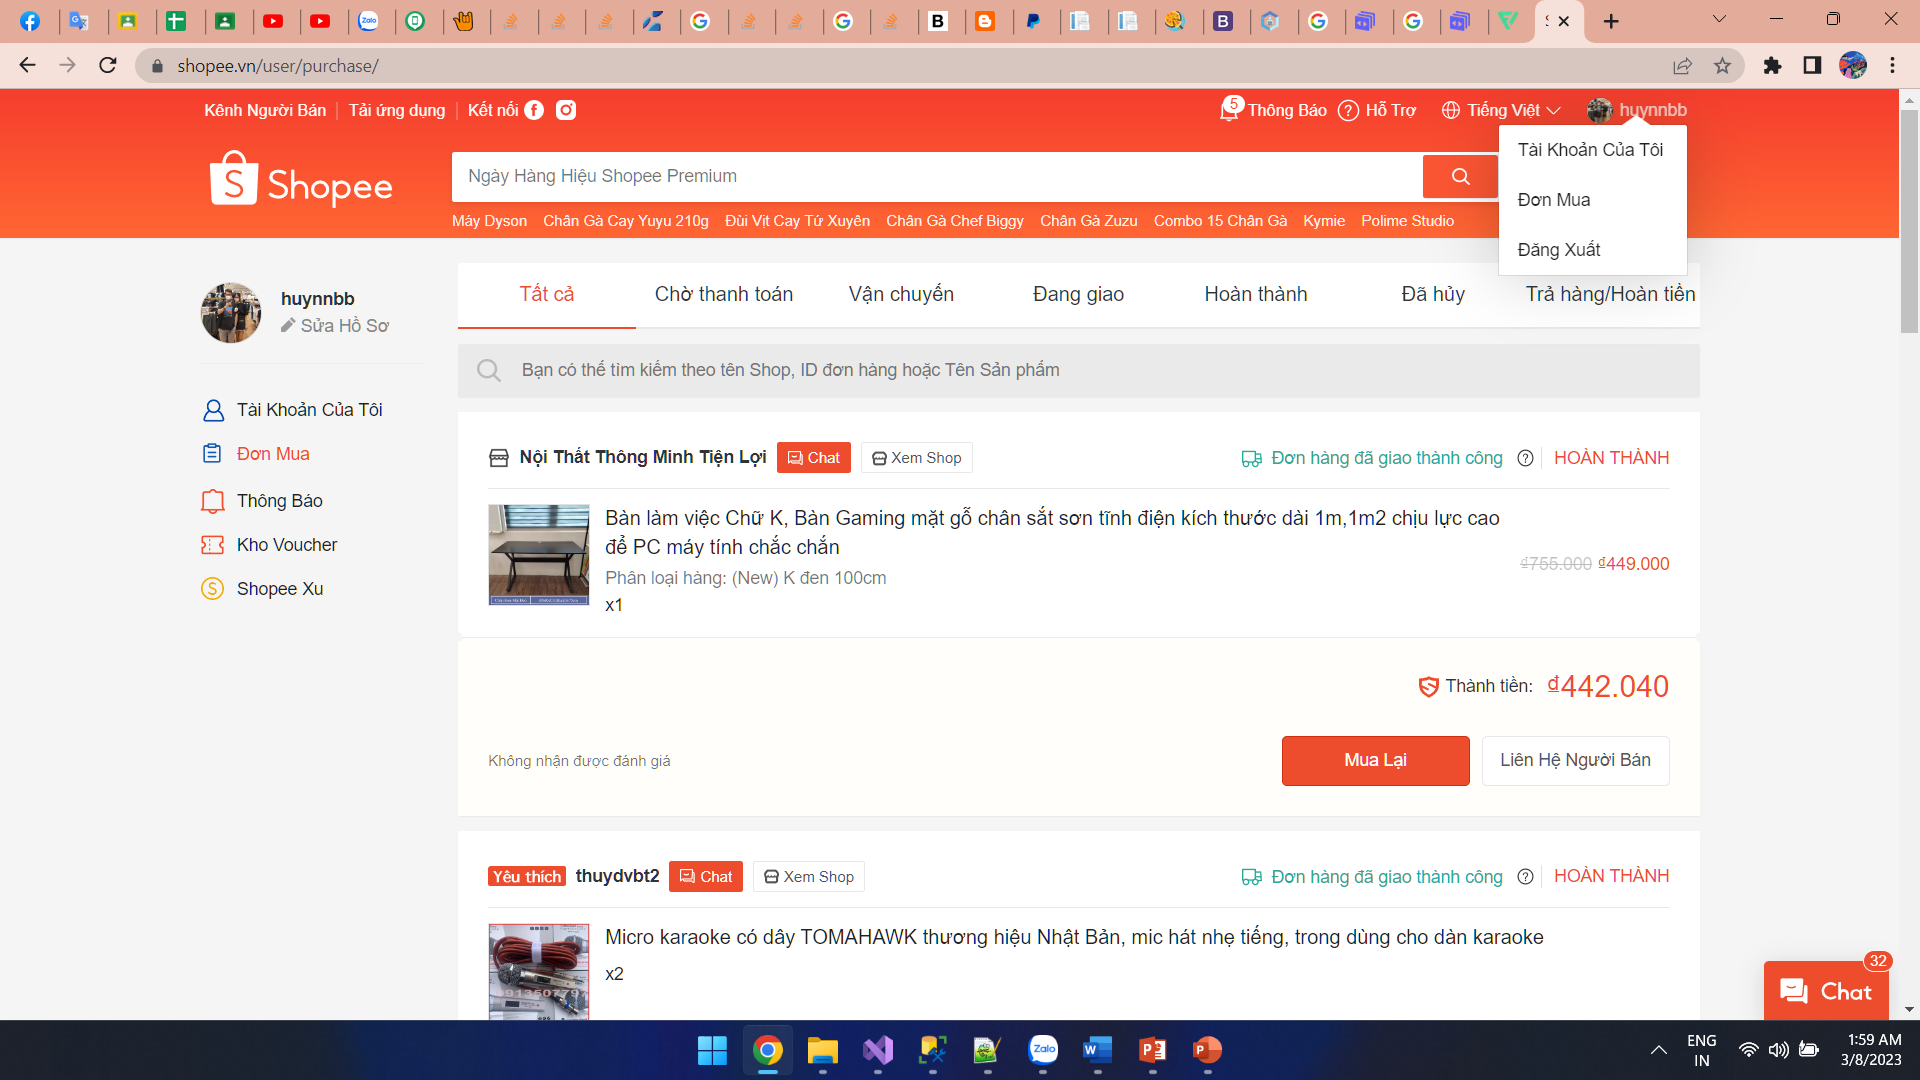 shopee.vn/user/purchase/
Kênh Người Bán Tải ứng dụng Kết nối
5 Thông Báo Hỗ Trợ Tiếng Việt huynnbb
Tài Khoản Của Tôi
Đơn Mua
Đăng Xuất
Shopee
Ngày Hàng Hiệu Shopee Premium
Máy Dyson Chân Gà Cay Yuyu 210g Đùi Vịt Cay Tứ Xuyên Chân Gà Chef Biggy Chân Gà Zuzu Combo 15 Chân Gà Kymie Polime Studio
huynnbb
Sửa Hồ Sơ
Tài Khoản Của Tôi
Đơn Mua
Thông Báo
Kho Voucher
Shopee Xu
Tất cả Chờ thanh toán Vận chuyển Đang giao Hoàn thành Đã hủy Trả hàng/Hoàn tiền
Bạn có thể tìm kiếm theo tên Shop, ID đơn hàng hoặc Tên Sản phẩm
Nội Thất Thông Minh Tiện Lợi Chat Xem Shop Đơn hàng đã giao thành công HOÀN THÀNH
Bàn làm việc Chữ K, Bàn Gaming mặt gỗ chân sắt sơn tĩnh điện kích thước dài 1m,1m2 chịu lực cao
để PC máy tính chắc chắn
Phân loại hàng: (New) K đen 100cm
x1
₫755.000 ₫449.000
Thành tiền: ₫442.040
Không nhận được đánh giá
Mua Lại Liên Hệ Người Bán
Yêu thích thuydvbt2 Chat Xem Shop Đơn hàng đã giao thành công HOÀN THÀNH
Micro karaoke có dây TOMAHAWK thương hiệu Nhật Bản, mic hát nhẹ tiếng, trong dùng cho dàn karaoke
x2
32
Chat
Zalo
ENG
IN
1:59 AM
3/8/2023